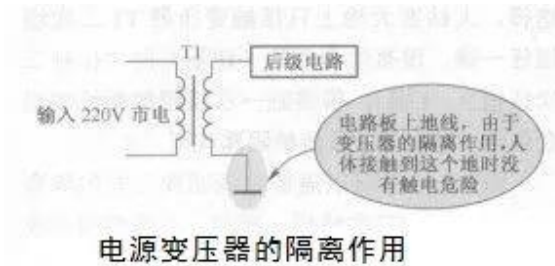 T1
后级电路
输入 220V 市电
电路板上地线，由于
变压器的隔离作用，人
体接触到这个地时没
有触电危险
电源变压器的隔离作用